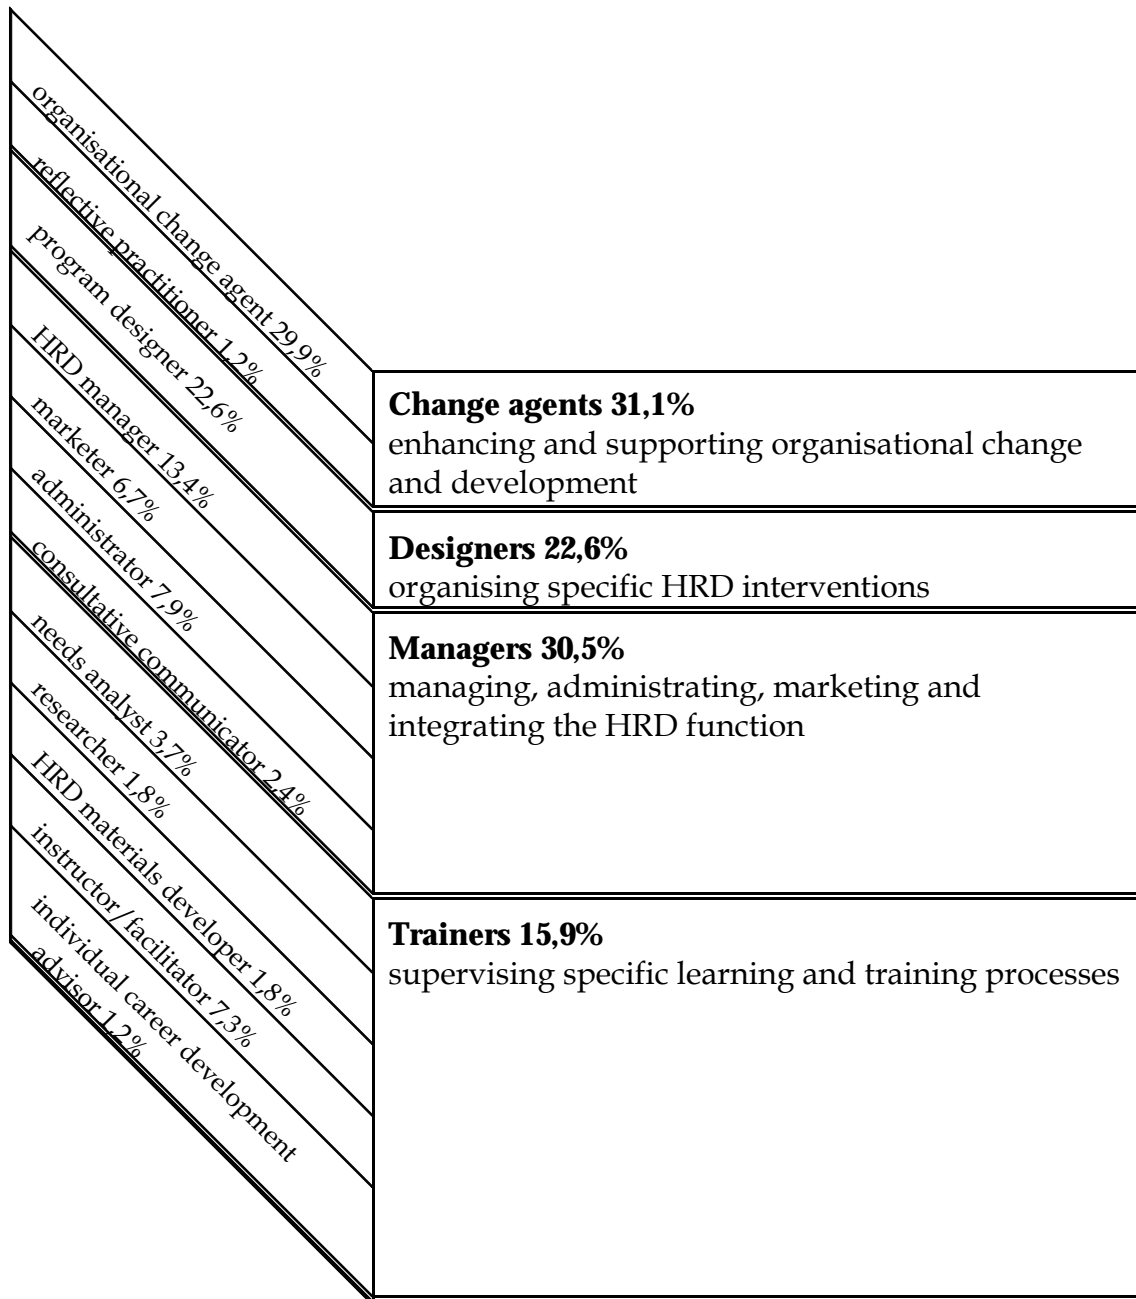 organisational change agent 29,9%
reflective practitioner 1,2%
program designer 22,6%
HRD manager 13,4%
marketer 6,7%
administrator 7,9%
consultative communicator 2,4%
needs analyst 3,7%
researcher 1,8%
HRD materials developer 1,8%
instructor/facilitator 7,3%
individual career development
advisor 1,2%
Change agents 31,1%
enhancing and supporting organisational change
and development
Designers 22,6%
organising specific HRD interventions
Managers 30,5%
managing, administrating, marketing and
integrating the HRD function
Trainers 15,9%
supervising specific learning and training processes